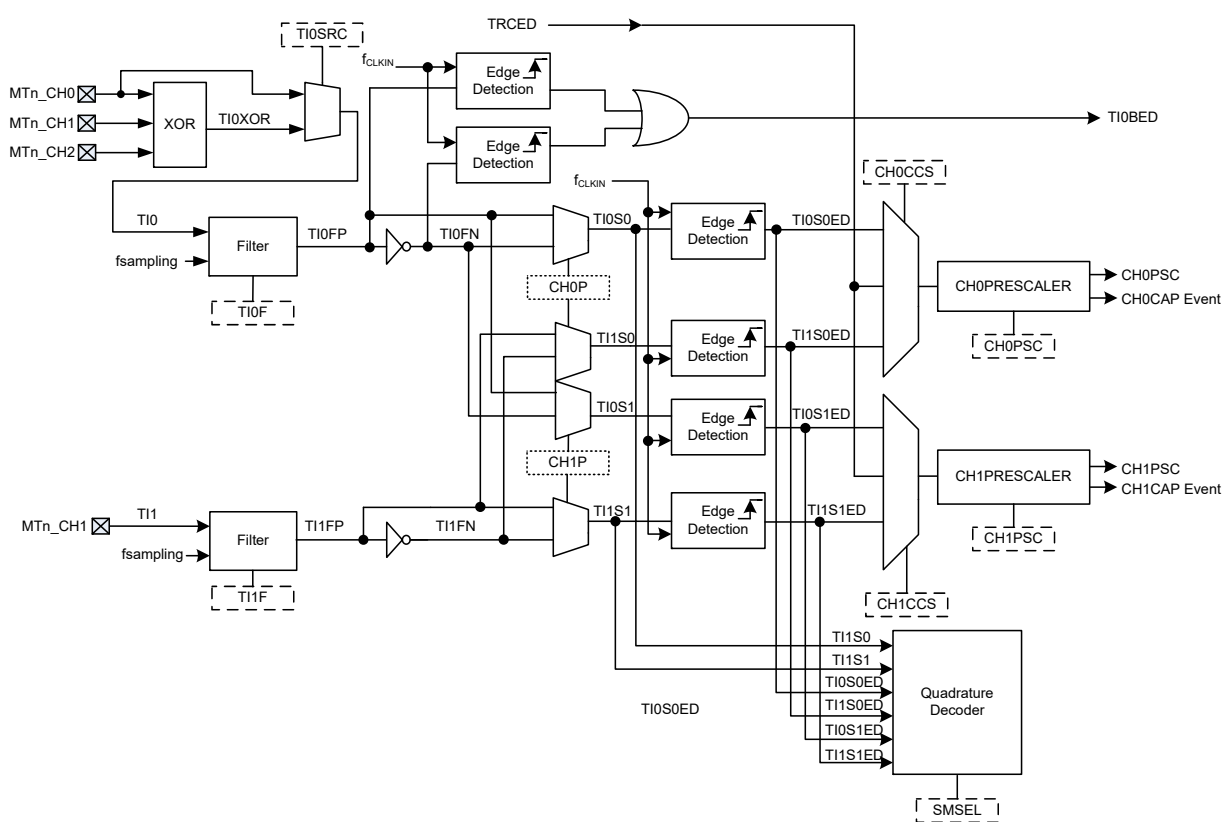 TRCED
TI0SRC
fCLKIN
Edge
Detection
MTn_CH0
MTn_CH1
MTn_CH2
XOR
TI0XOR
TI0BED
Edge
Detection
fCLKIN
CH0CCS
TI0
Filter
fsampling
TI0F
TI0FP
TI0FN
TI0S0
Edge
Detection
TI0S0ED
CH0P
CH0PRESCALER
CH0PSC
CH0CAP Event
CH0PSC
TI1S0
Edge
Detection
TI1S0ED
TI0S1
Edge
Detection
TI0S1ED
CH1P
CH1PRESCALER
CH1PSC
CH1CAP Event
CH1PSC
MTn_CH1
TI1
Filter
fsampling
TI1F
TI1FP
TI1FN
TI1S1
Edge
Detection
TI1S1ED
CH1CCS
TI1S0
TI1S1
TI0S0ED
TI1S0ED
TI0S1ED
TI1S1ED
TI0S0ED
Quadrature
Decoder
SMSEL